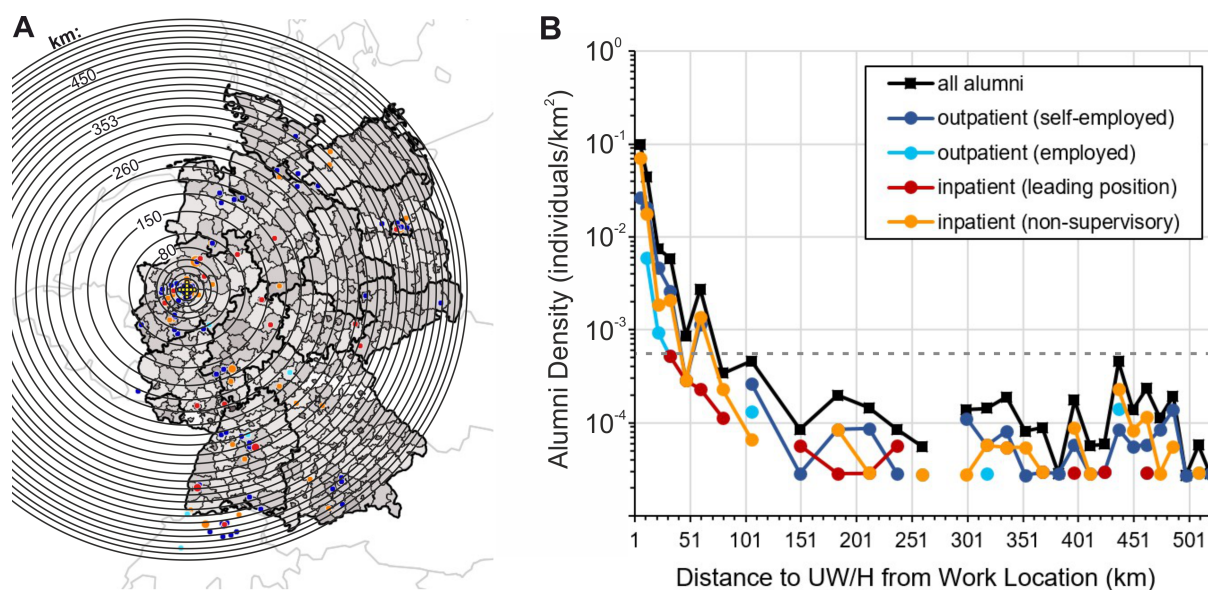 A
km:
450
353
260
150
80
B
Alumni Density (individuals/km²)
10⁰
10⁻¹
10⁻²
10⁻³
10⁻⁴
all alumni
outpatient (self-employed)
outpatient (employed)
inpatient (leading position)
inpatient (non-supervisory)
1 51 101 151 201 251 301 351 401 451 501
Distance to UW/H from Work Location (km)